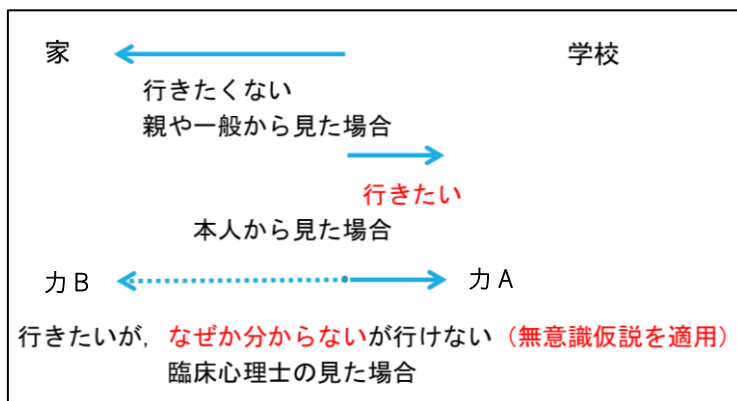 家 学校
行きたくない
親や一般から見た場合
行きたい
本人から見た場合
力B 力A
行きたいが,なぜか分からないが行けない(無意識仮説を適用)
臨床心理士の見た場合